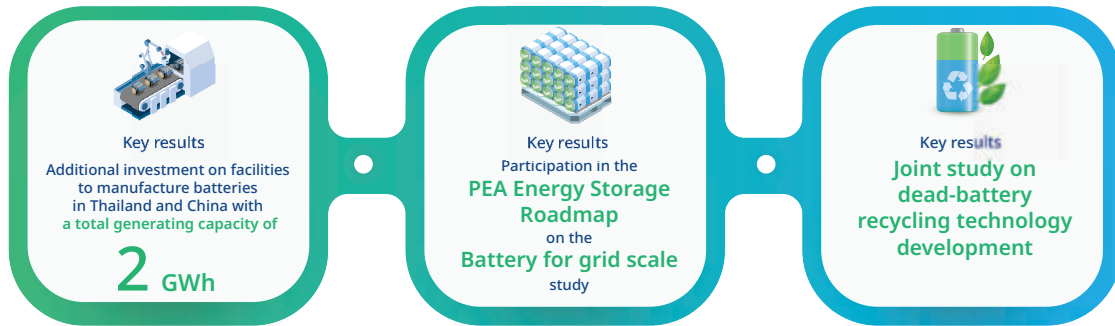 Key results
Additional investment on facilities
to manufacture batteries
in Thailand and China with
a total generating capacity of
2 GWh
Key results
Participation in the
PEA Energy Storage
Roadmap
on the
Battery for grid scale
study
Key results
Joint study on
dead-battery
recycling technology
development